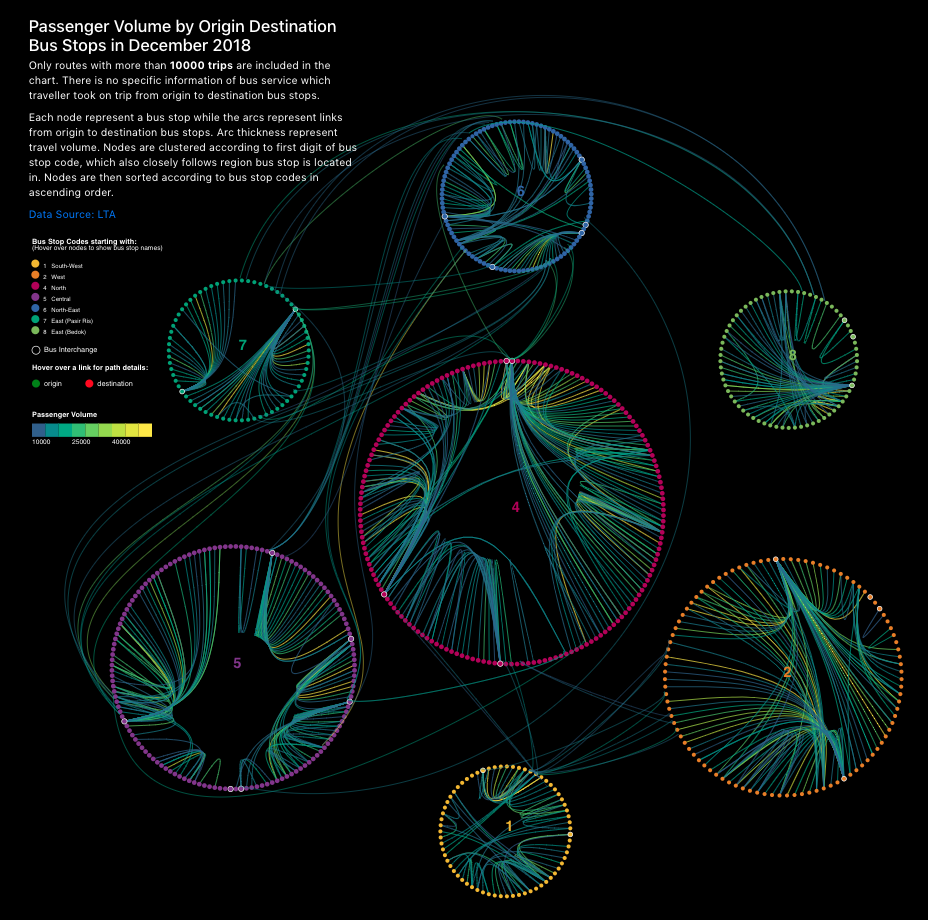 Passenger Volume by Origin Destination
Bus Stops in December 2018
Only routes with more than 10000 trips are included in the
chart. There is no specific information of bus service which
traveller took on trip from origin to destination bus stops.
Each node represent a bus stop while the arcs represent links
from origin to destination bus stops. Arc thickness represent
travel volume. Nodes are clustered according to first digit of bus
stop code, which also closely follows region bus stop is located
in. Nodes are then sorted according to bus stop codes in
ascending order.
Data Source: LTA
Bus Stop Codes starting with:
(Hover over nodes to show bus stop names)
1 South-West
2 West
4 North
5 Central
6 North-East
7 East (Pasir Ris)
8 East (Bedok)
Bus Interchange
Hover over a link for path details:
origin destination
Passenger Volume
10000 25000 40000
6
7
8
4
5
2
1